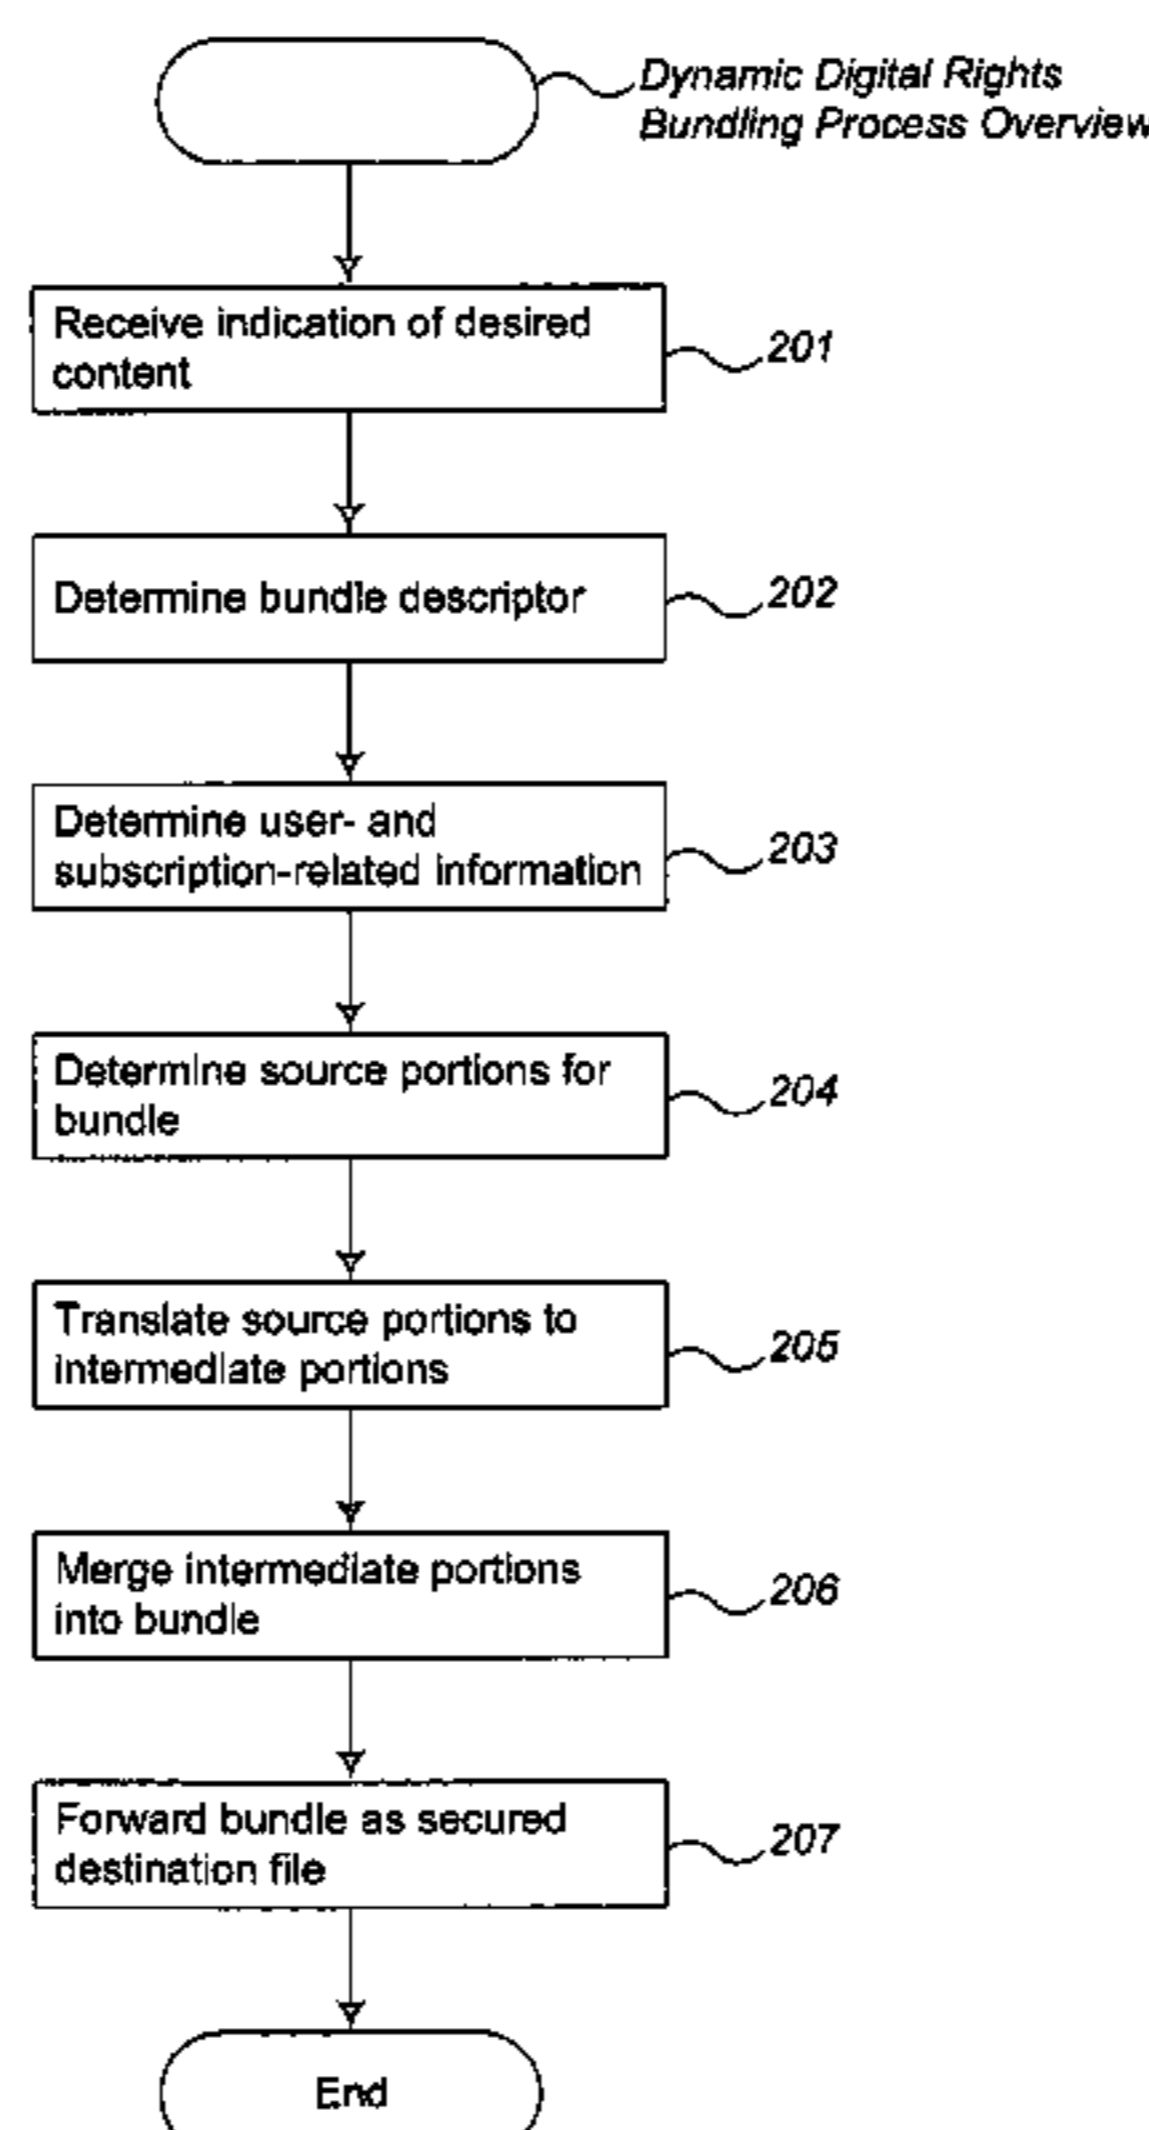 Dynamic Digital Rights
Bundling Process Overview
Receive indication of desired
content
201
Determine bundle descriptor
202
Determine user- and
subscription-related information
203
Determine source portions for
bundle
204
Translate source portions to
intermediate portions
205
Merge intermediate portions
into bundle
206
Forward bundle as secured
destination file
207
End